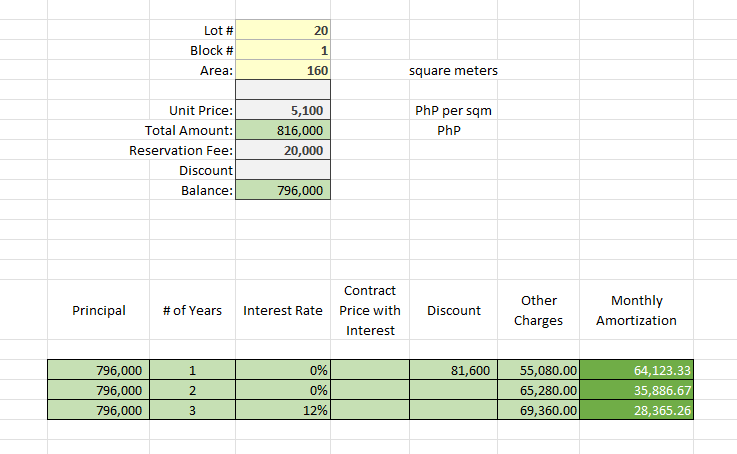 Lot # 20
Block # 1
Area: 160 square meters
Unit Price: 5,100 PhP per sqm
Total Amount: 816,000 PhP
Reservation Fee: 20,000
Discount
Balance: 796,000
Principal # of Years Interest Rate Contract Price with Interest Discount Other Charges Monthly Amortization
796,000 1 0% 81,600 55,080.00 64,123.33
796,000 2 0% 65,280.00 35,886.67
796,000 3 12% 69,360.00 28,365.26